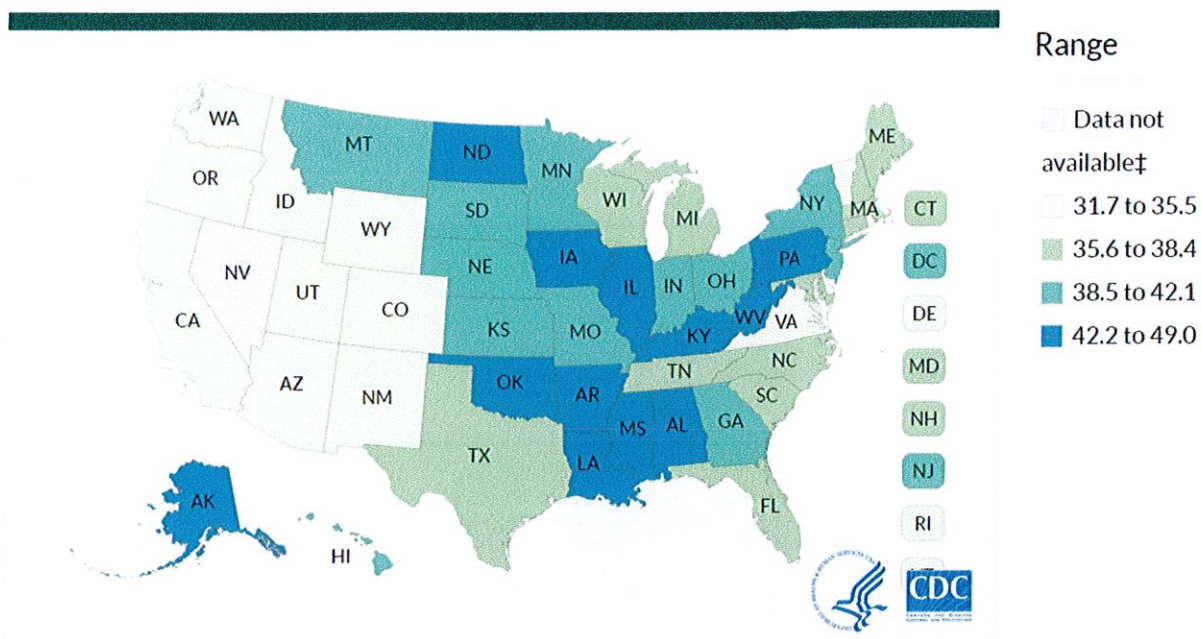 Range
Data not
available‡
31.7 to 35.5
35.6 to 38.4
38.5 to 42.1
42.2 to 49.0
WA
MT
ND
MN
ME
OR
ID
SD
WI
MI
NY
MA
WY
NE
IA
PA
NV
UT
CO
KS
MO
IL
IN
OH
WV
VA
KY
CA
AZ
NM
OK
AR
TN
NC
SC
TX
LA
MS
AL
GA
FL
AK
HI
CT
DC
DE
MD
NH
NJ
RI
CDC